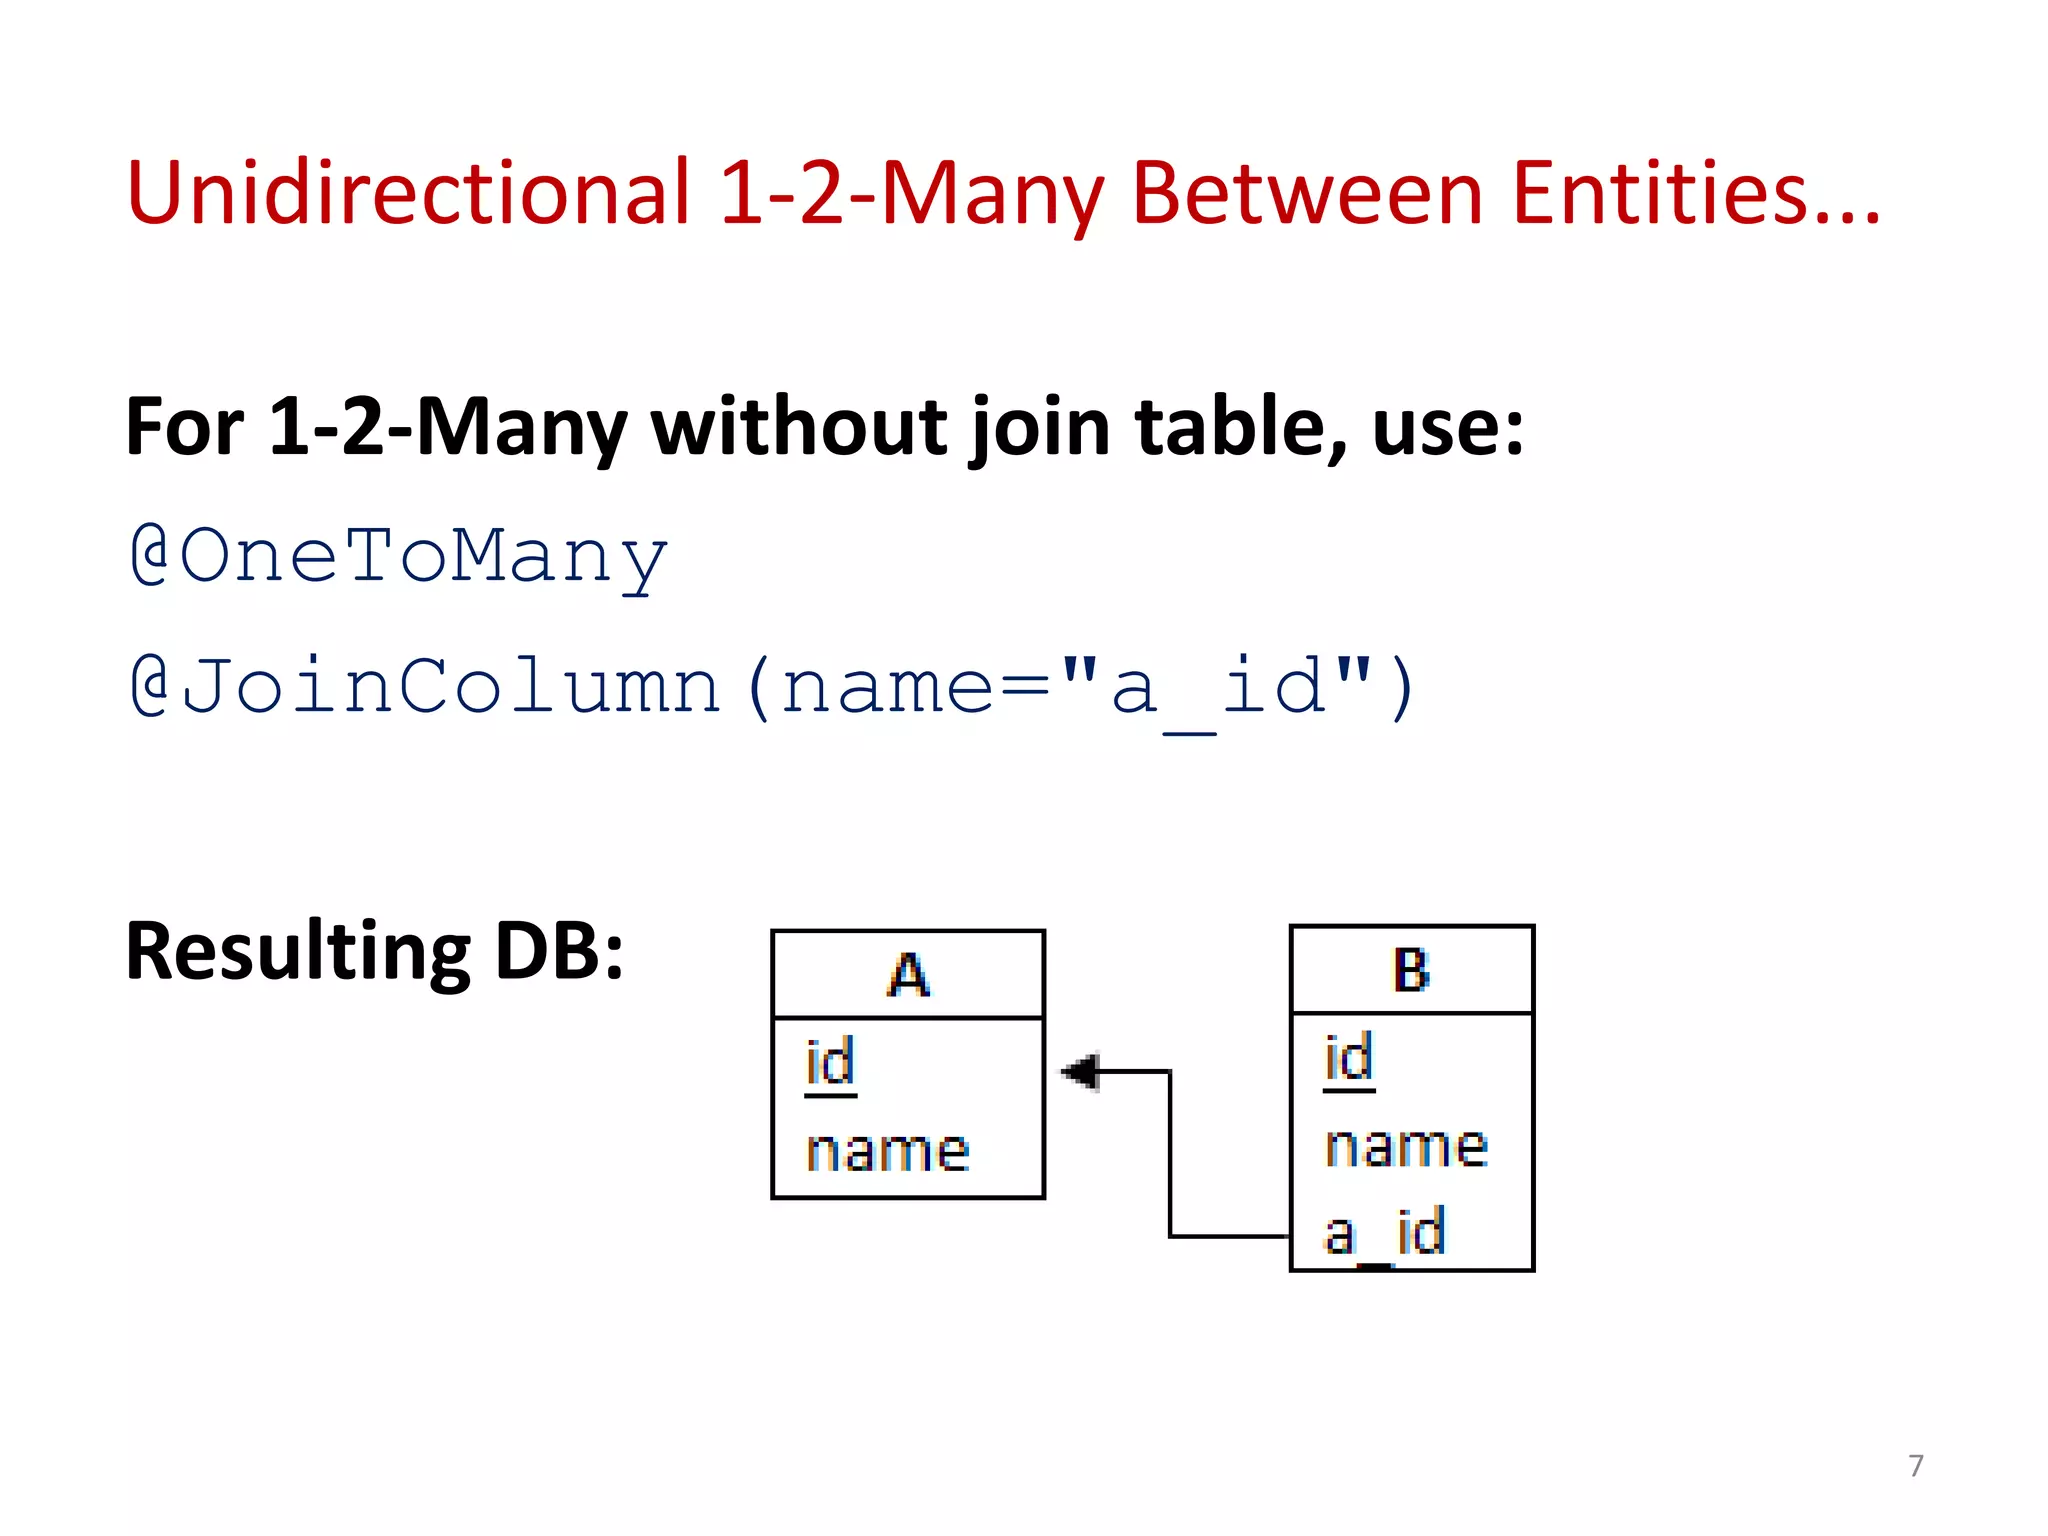 Unidirectional 1-2-Many Between Entities...
For 1-2-Many without join table, use:
@OneToMany
@JoinColumn(name="a_id")
Resulting DB:
A
id
name
B
id
name
a_id
7